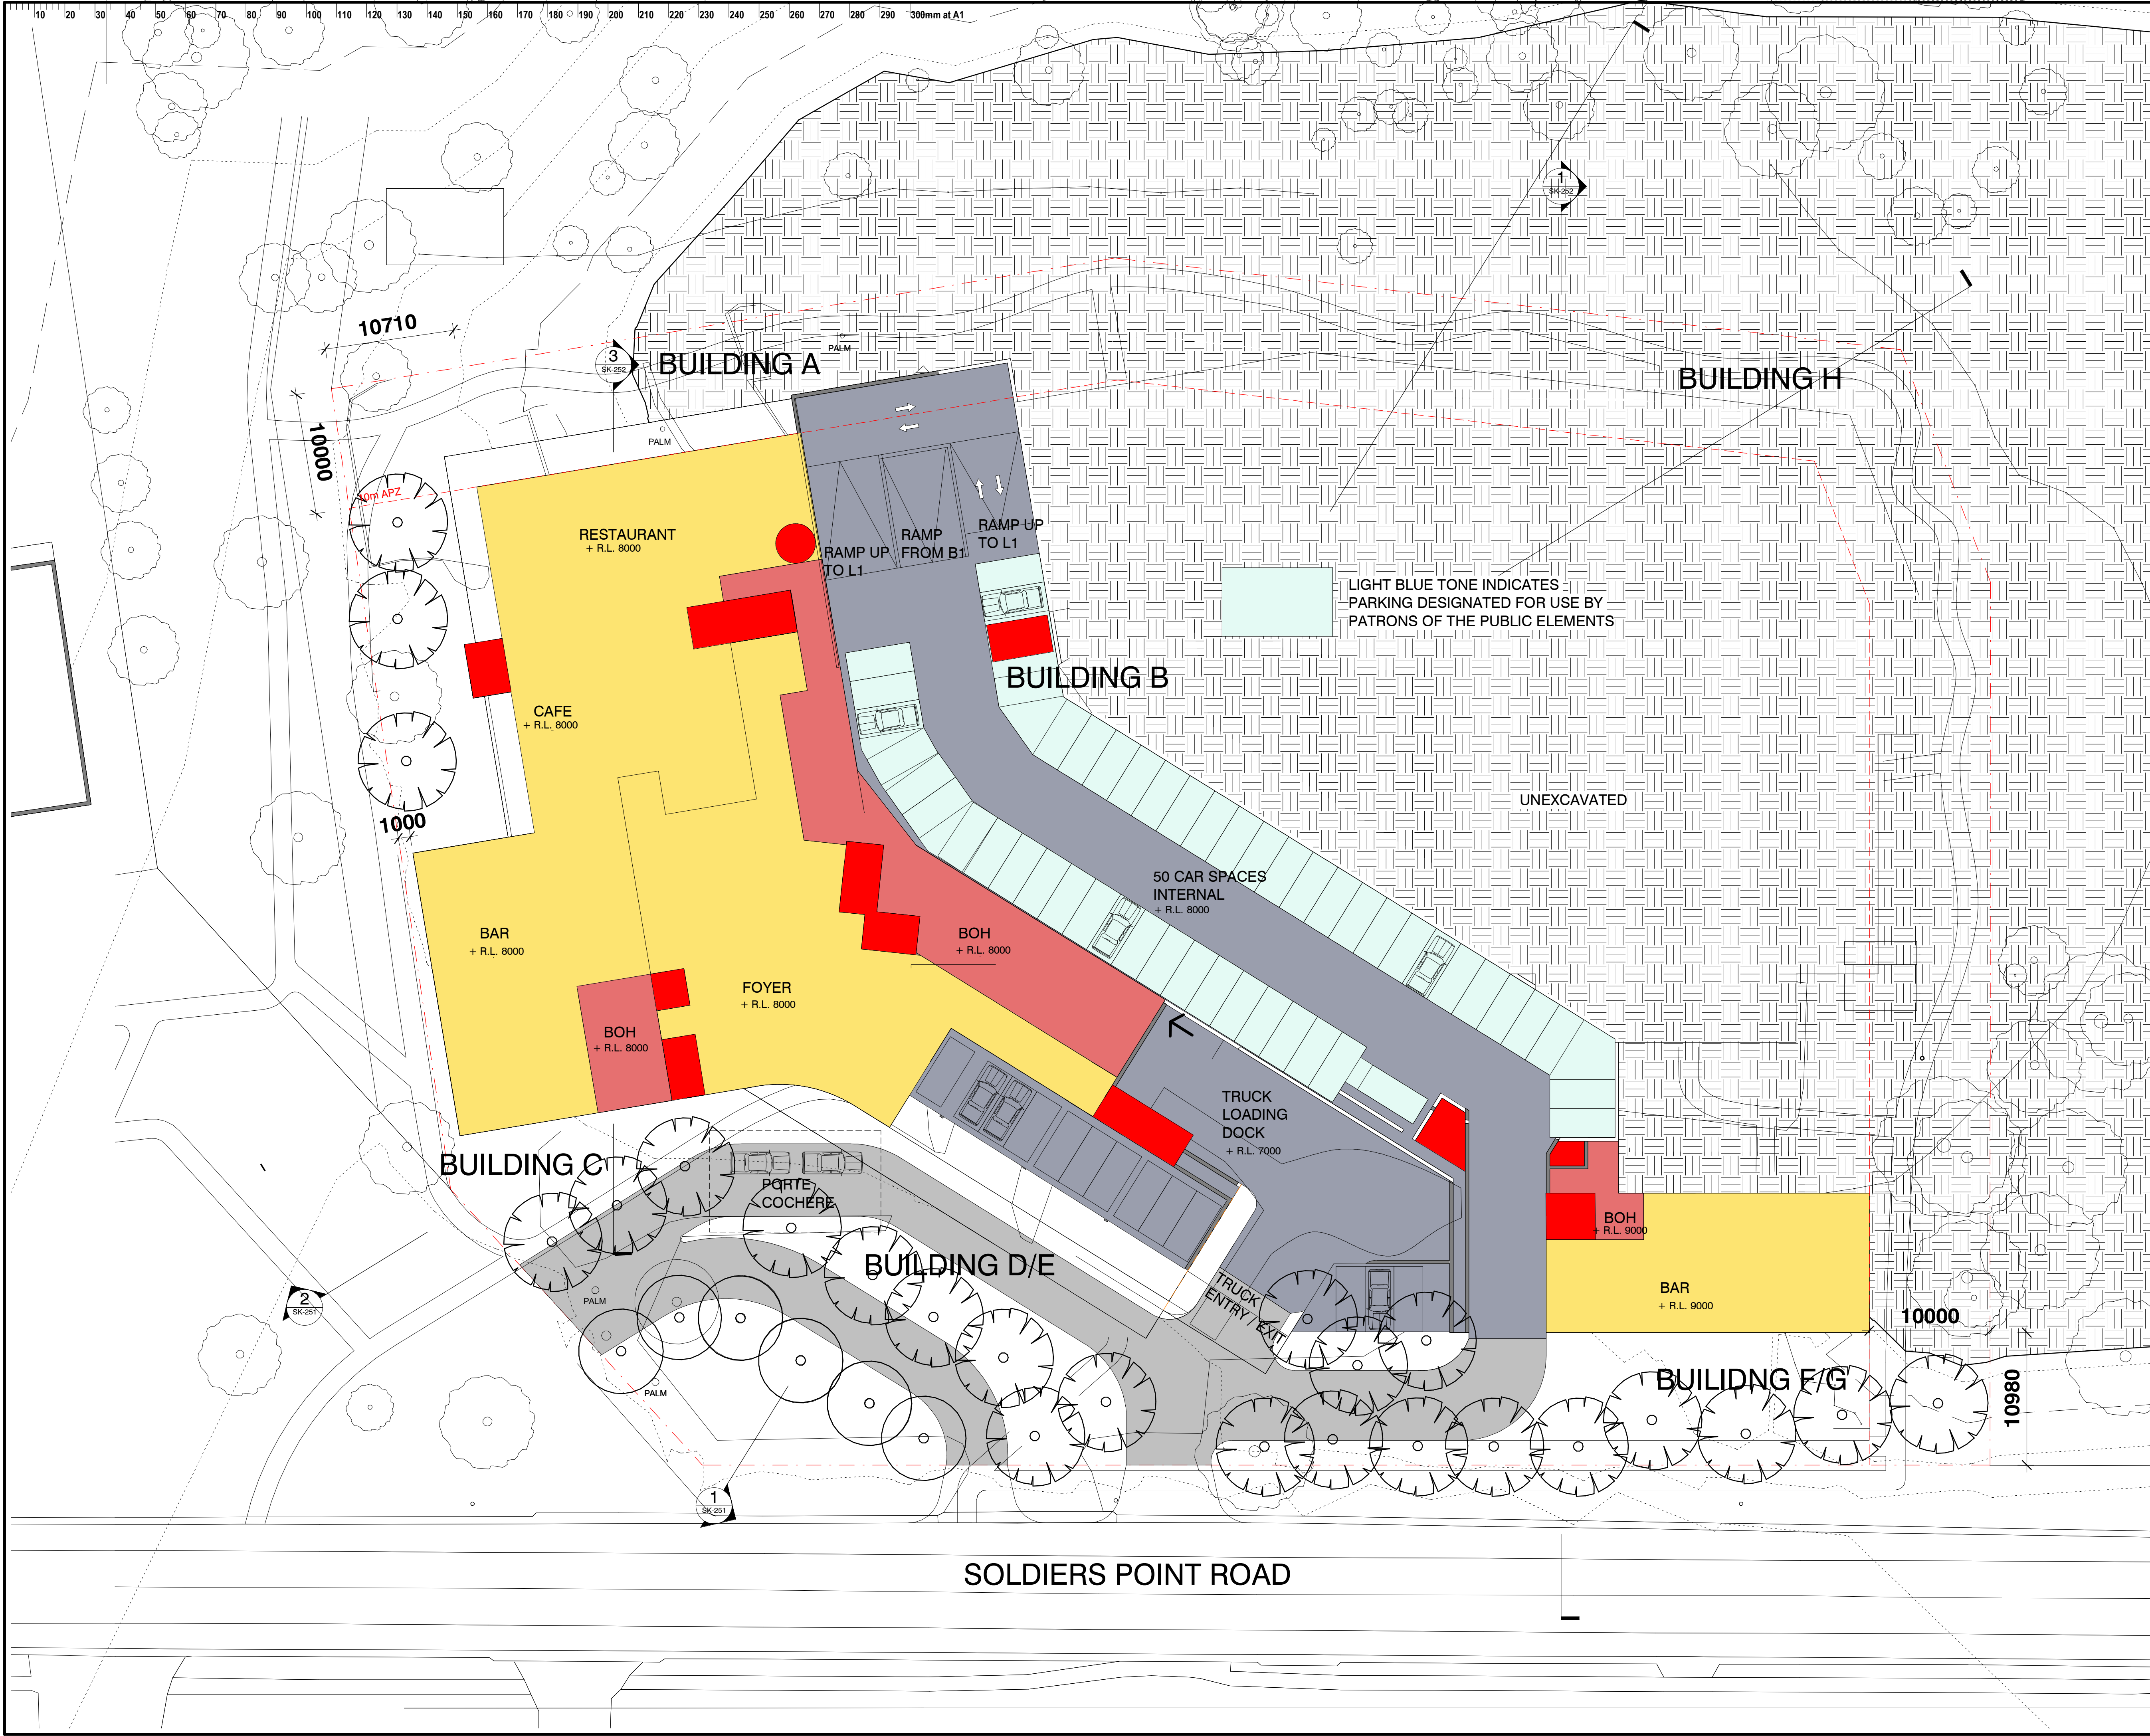 10 20 30 40 50 60 70 80 90 100 110 120 130 140 150 160 170 180 190 200 210 220 230 240 250 260 270 280 290 300mm at A1
1
SK-252
10710
3
SK-252
BUILDING A
PALM
BUILDING H
10000
PALM
10m APZ
RESTAURANT
+ R.L. 8000
RAMP UP
TO L1
RAMP
FROM B1
RAMP UP
TO L1
LIGHT BLUE TONE INDICATES
PARKING DESIGNATED FOR USE BY
PATRONS OF THE PUBLIC ELEMENTS
BUILDING B
CAFE
+ R.L. 8000
UNEXCAVATED
1000
50 CAR SPACES
INTERNAL
+ R.L. 8000
BAR
+ R.L. 8000
BOH
+ R.L. 8000
FOYER
+ R.L. 8000
BOH
+ R.L. 8000
TRUCK
LOADING
DOCK
+ R.L. 7000
BUILDING C
PORTE
COCHERE
BOH
+ R.L. 9000
BUILDING D/E
TRUCK
ENTRY / EXIT
BAR
+ R.L. 9000
2
SK-251
PALM
10000
BUILIDNG F/G
10980
PALM
1
SK-251
SOLDIERS POINT ROAD